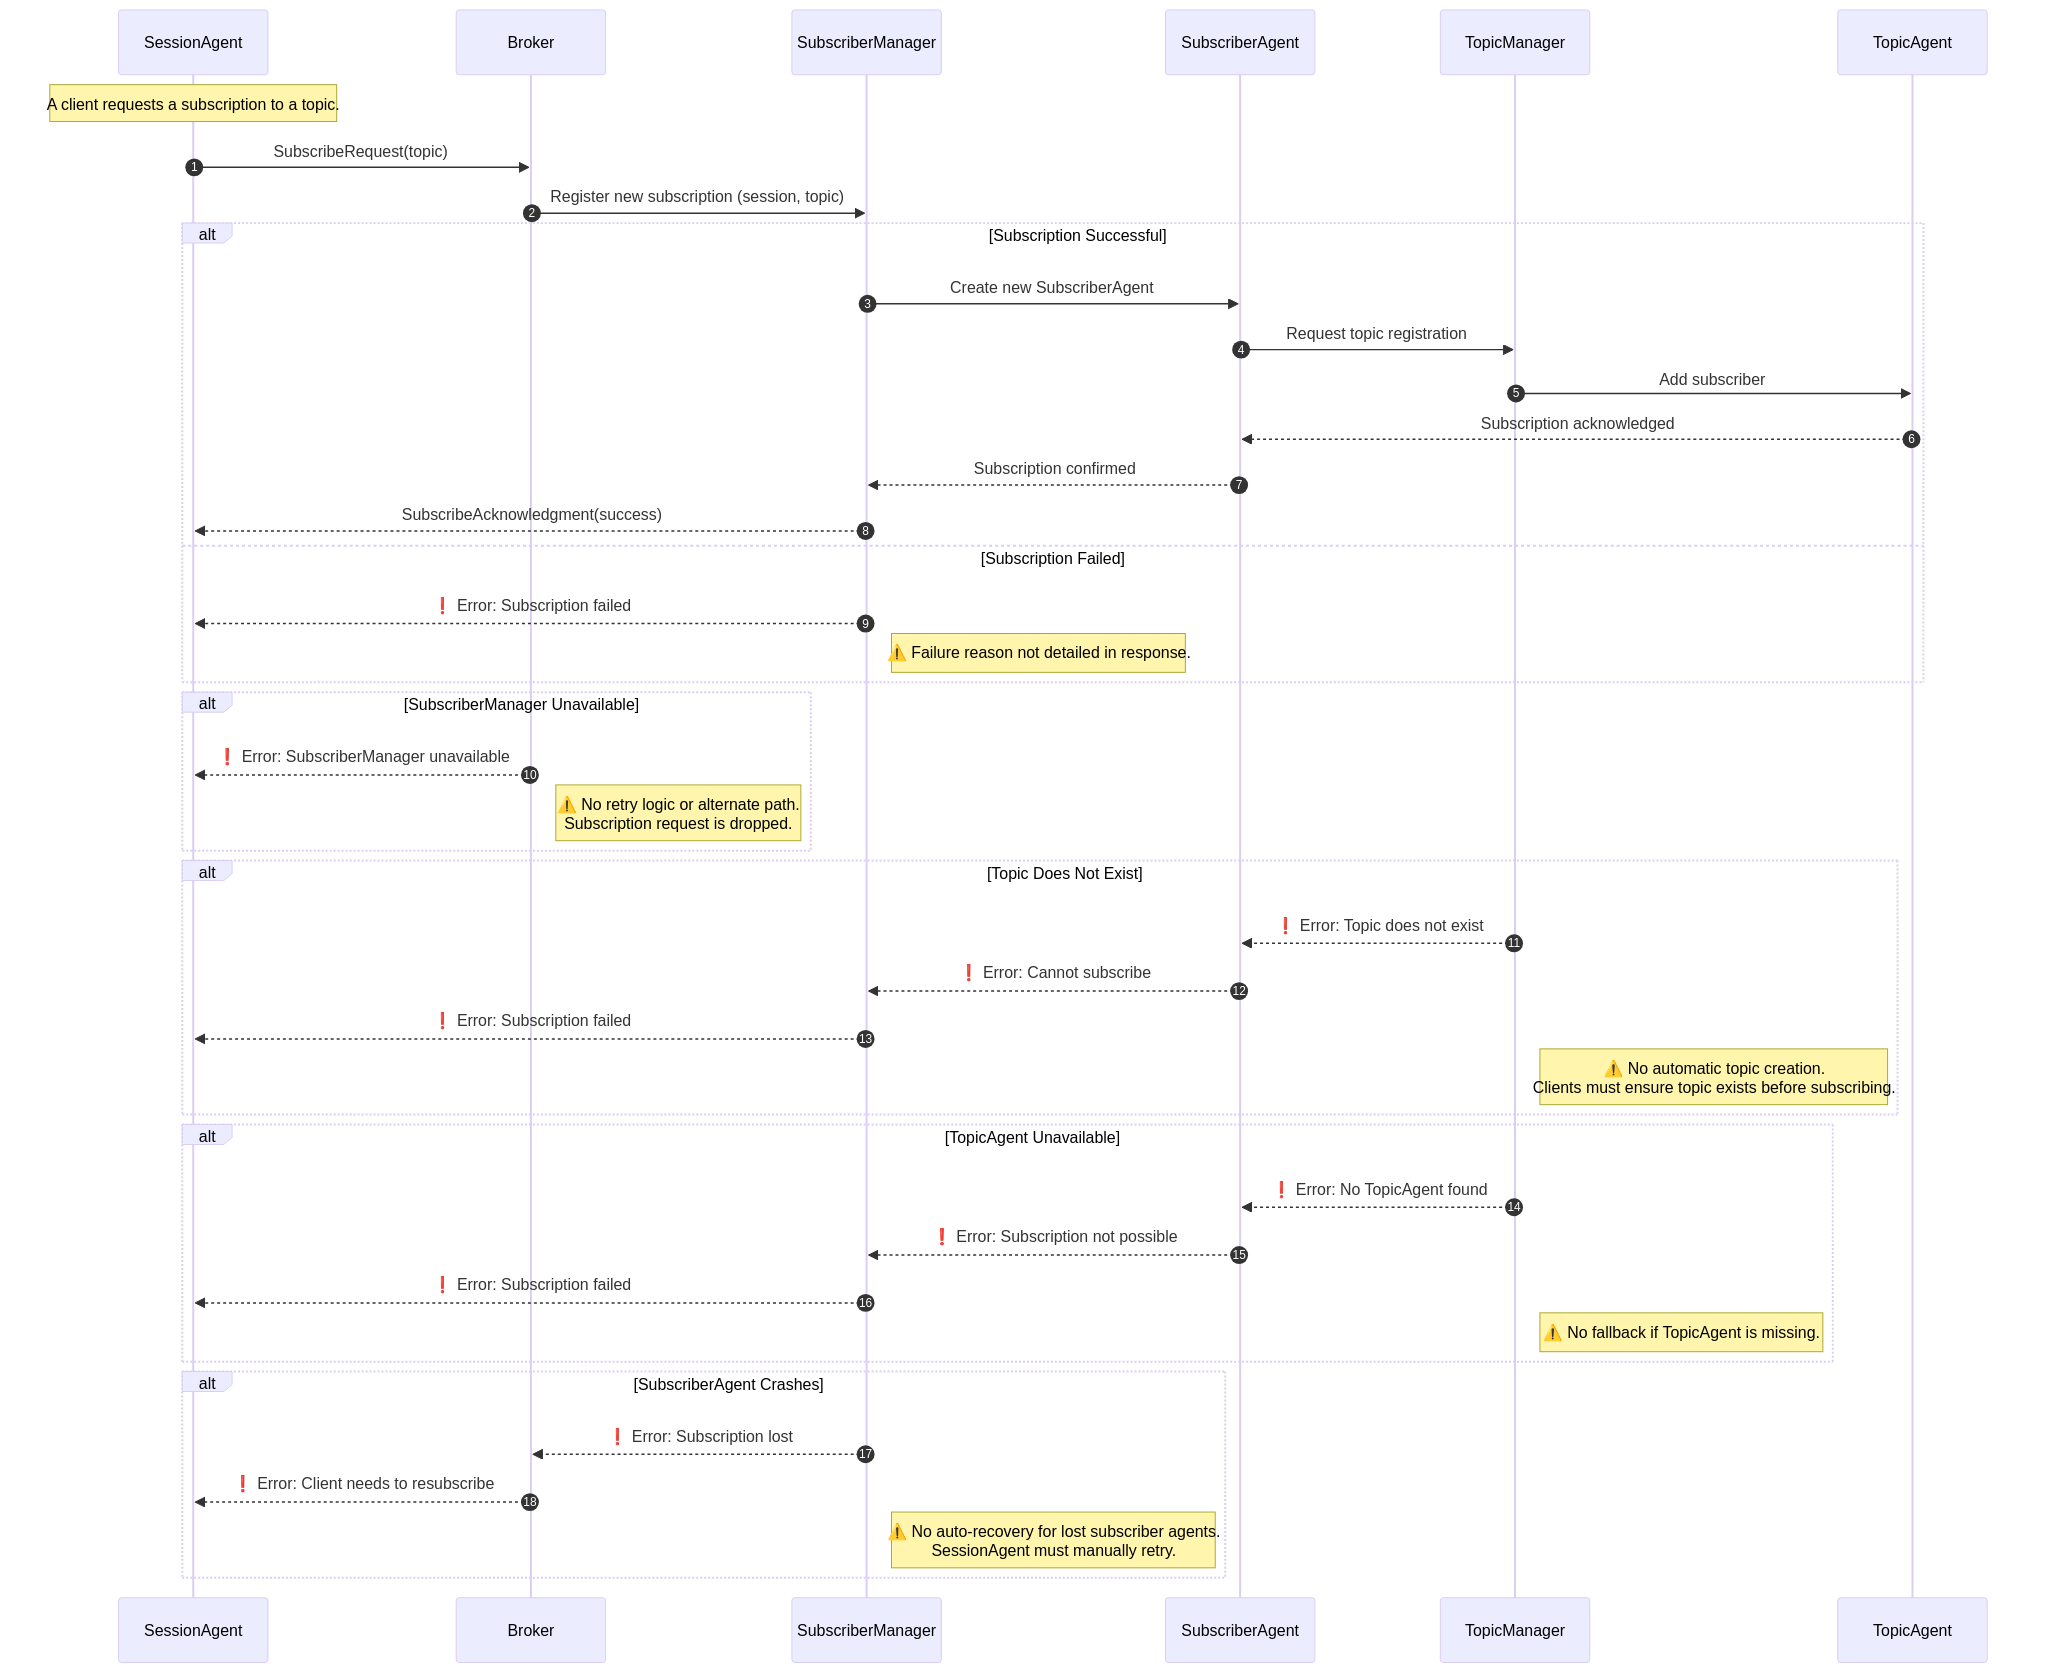 SessionAgent
Broker
SubscriberManager
SubscriberAgent
TopicManager
TopicAgent
A client requests a subscription to a topic.
SubscribeRequest(topic)
1
Register new subscription (session, topic)
2
alt
[Subscription Successful]
Create new SubscriberAgent
3
Request topic registration
4
Add subscriber
5
Subscription acknowledged
6
Subscription confirmed
7
SubscribeAcknowledgment(success)
8
[Subscription Failed]
❗ Error: Subscription failed
9
⚠️ Failure reason not detailed in response.
alt
[SubscriberManager Unavailable]
❗ Error: SubscriberManager unavailable
10
⚠️ No retry logic or alternate path.
Subscription request is dropped.
alt
[Topic Does Not Exist]
❗ Error: Topic does not exist
11
❗ Error: Cannot subscribe
12
❗ Error: Subscription failed
13
⚠️ No automatic topic creation.
Clients must ensure topic exists before subscribing.
alt
[TopicAgent Unavailable]
❗ Error: No TopicAgent found
14
❗ Error: Subscription not possible
15
❗ Error: Subscription failed
16
⚠️ No fallback if TopicAgent is missing.
alt
[SubscriberAgent Crashes]
❗ Error: Subscription lost
17
❗ Error: Client needs to resubscribe
18
⚠️ No auto-recovery for lost subscriber agents.
SessionAgent must manually retry.
SessionAgent
Broker
SubscriberManager
SubscriberAgent
TopicManager
TopicAgent